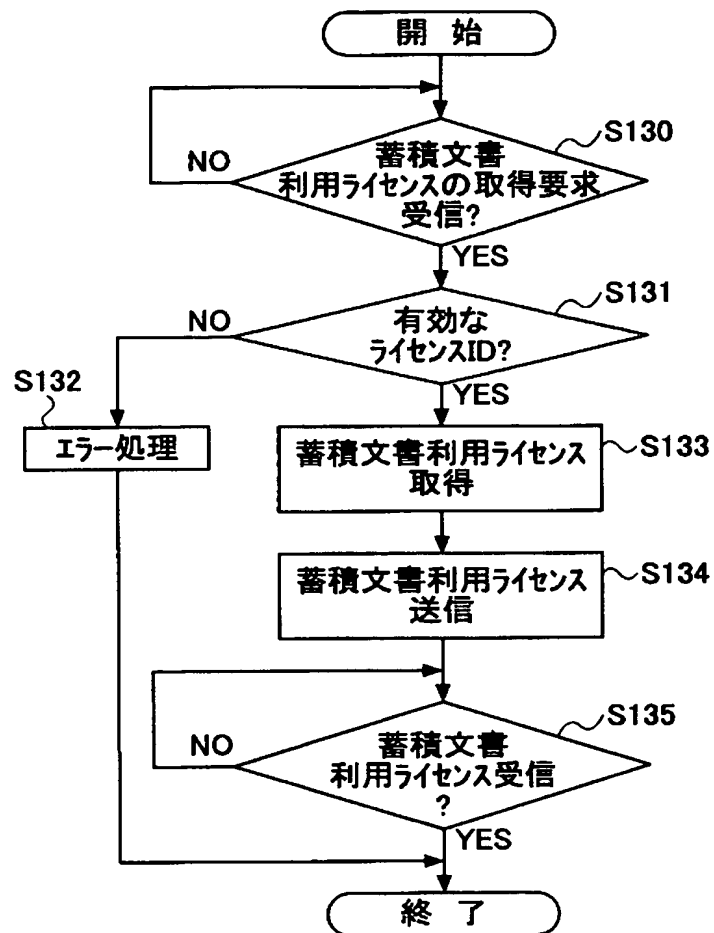 開始
S130
蓄積文書
利用ライセンスの取得要求
受信?
NO
YES
S131
有効な
ライセンスID?
NO
YES
S132
エラー処理
蓄積文書利用ライセンス
取得
S133
蓄積文書利用ライセンス
送信
S134
S135
蓄積文書
利用ライセンス受信
?
NO
YES
終了